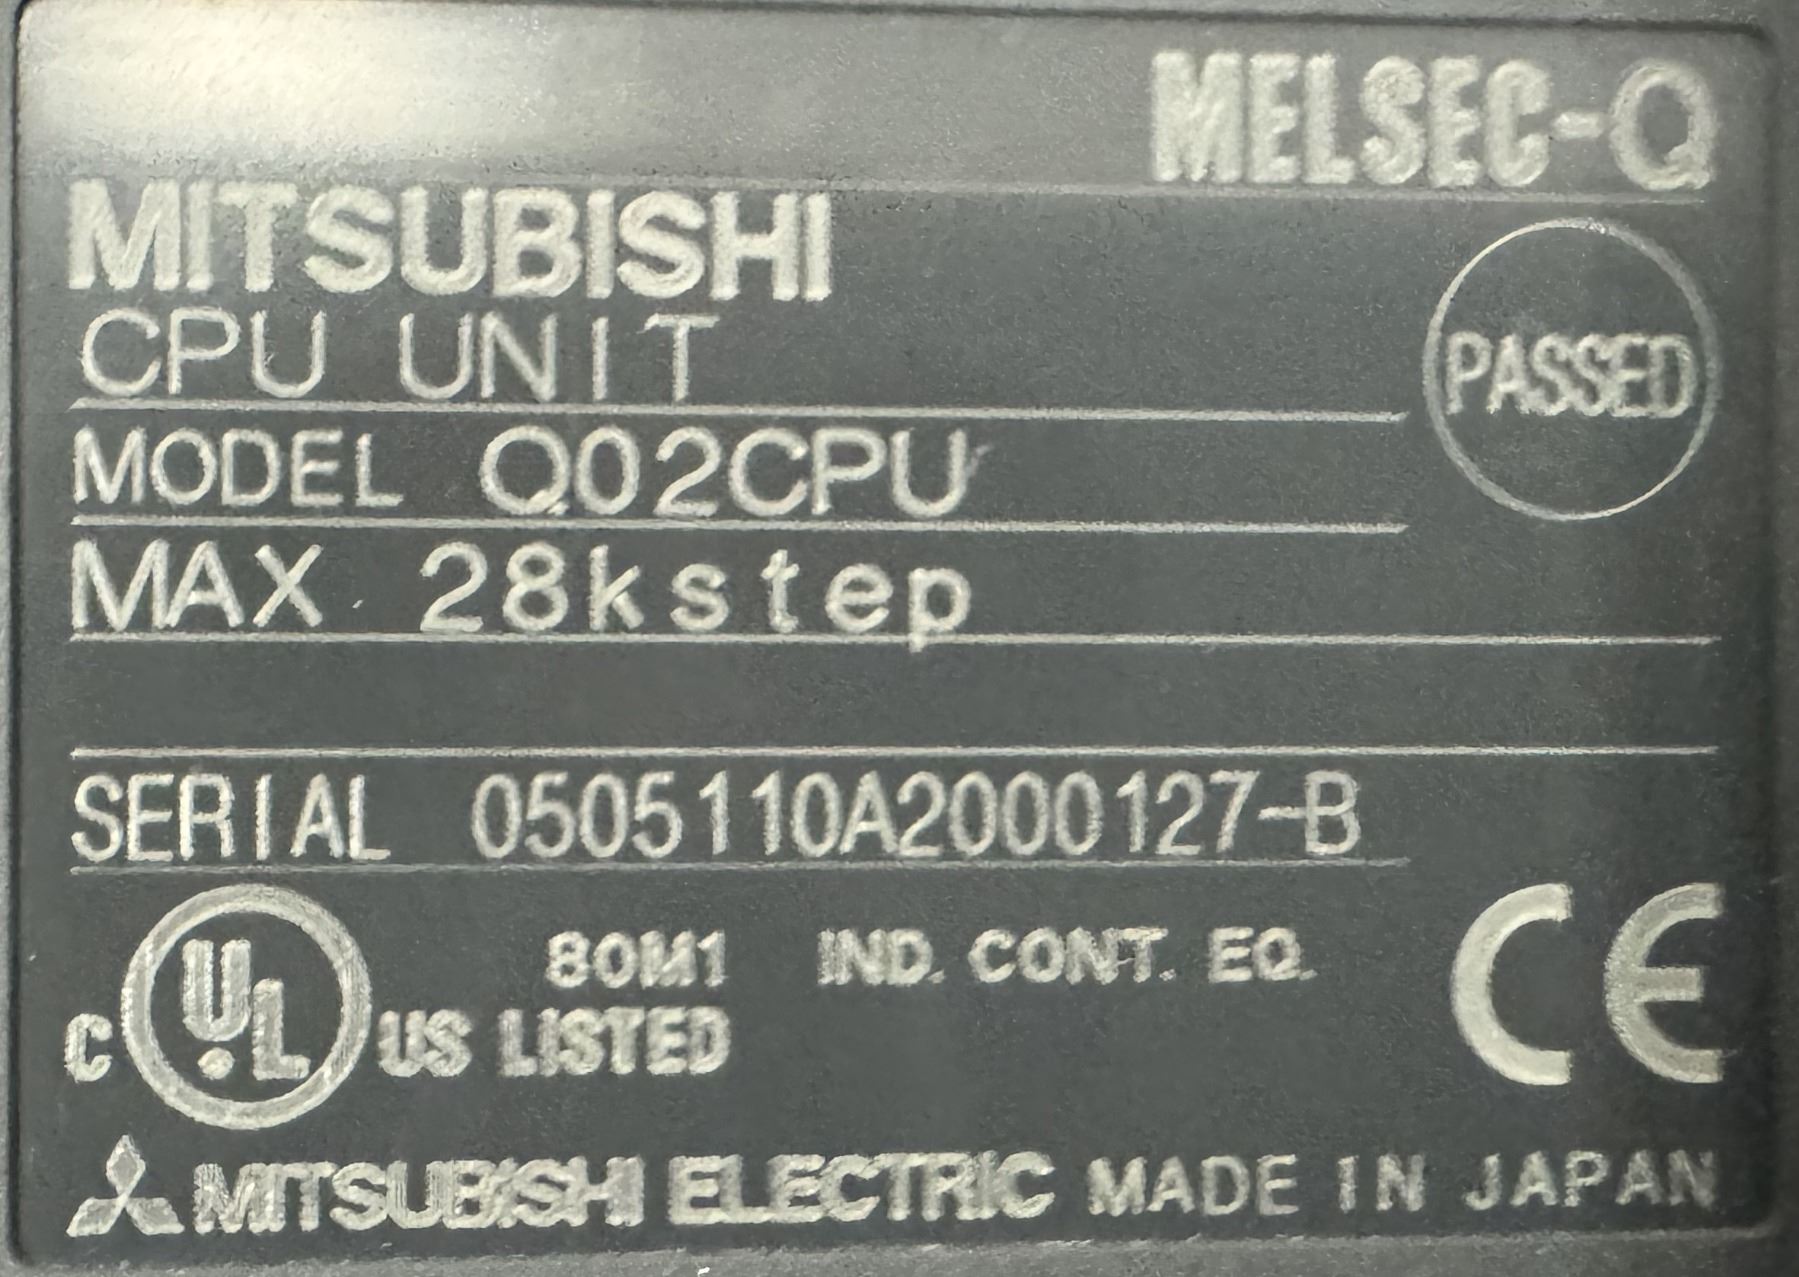 MELSEC-Q
MITSUBISHI
CPU UNIT
PASSED
MODEL Q02CPU
MAX. 28kstep
SERIAL 0505110A2000127-B
80M1 IND. CONT. EQ.
C UL US LISTED
CE
MITSUBISHI ELECTRIC MADE IN JAPAN